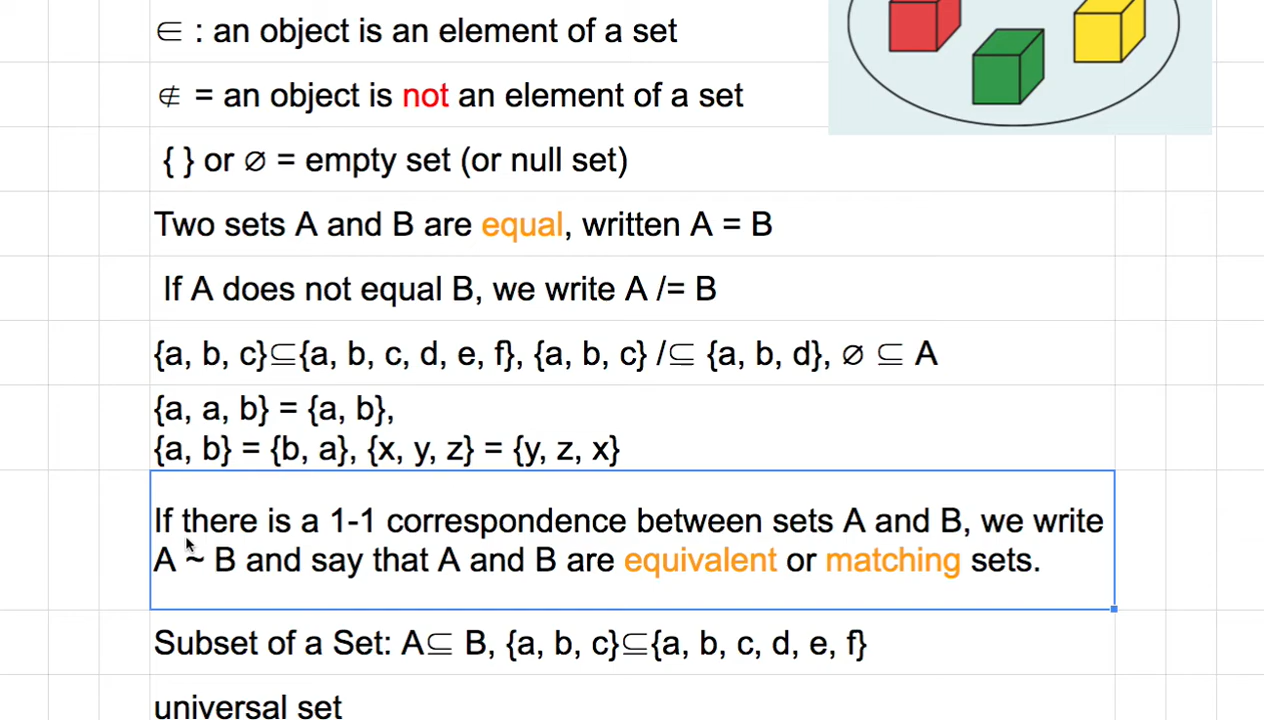 ∈ : an object is an element of a set
∉ = an object is not an element of a set
{ } or ∅ = empty set (or null set)
Two sets A and B are equal, written A = B
If A does not equal B, we write A /= B
{a, b, c}⊆{a, b, c, d, e, f}, {a, b, c} /⊆ {a, b, d}, ∅ ⊆ A
{a, a, b} = {a, b},
{a, b} = {b, a}, {x, y, z} = {y, z, x}
If there is a 1-1 correspondence between sets A and B, we write
A ~ B and say that A and B are equivalent or matching sets.
Subset of a Set: A⊆ B, {a, b, c}⊆{a, b, c, d, e, f}
universal set